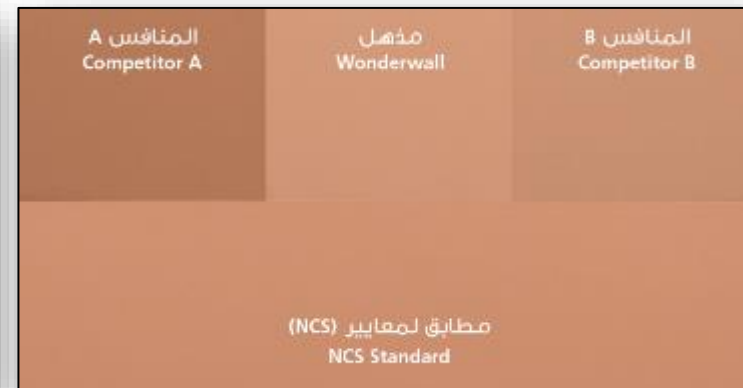 المنافس A
Competitor A
مذهل
Wonderwall
المنافس B
Competitor B
مطابق لمعايير (NCS)
NCS Standard